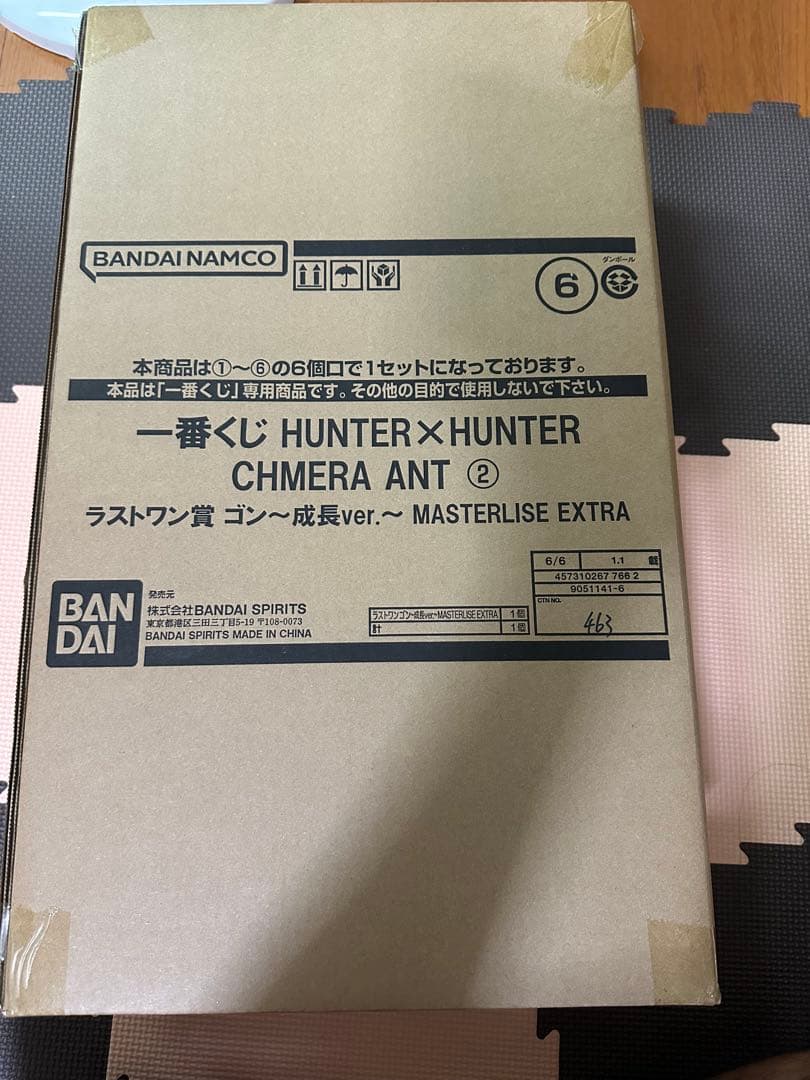 BANDAI NAMCO
6
ダンボール
本商品は①〜⑥の6個口で1セットになっております。
本品は「一番くじ」専用商品です。その他の目的で使用しないで下さい。
一番くじ HUNTER×HUNTER
CHMERA ANT ②
ラストワン賞 ゴン〜成長ver.〜 MASTERLISE EXTRA
BAN
DAI
発売元
株式会社BANDAI SPIRITS
東京都港区三田三丁目5-19 〒108-0073
BANDAI SPIRITS MADE IN CHINA
ラストワン ゴン〜成長ver.〜 MASTERLISE EXTRA 1個
計 1個
6/6 1.1
457310267 766 2
9051141-6
CTN NO.
463